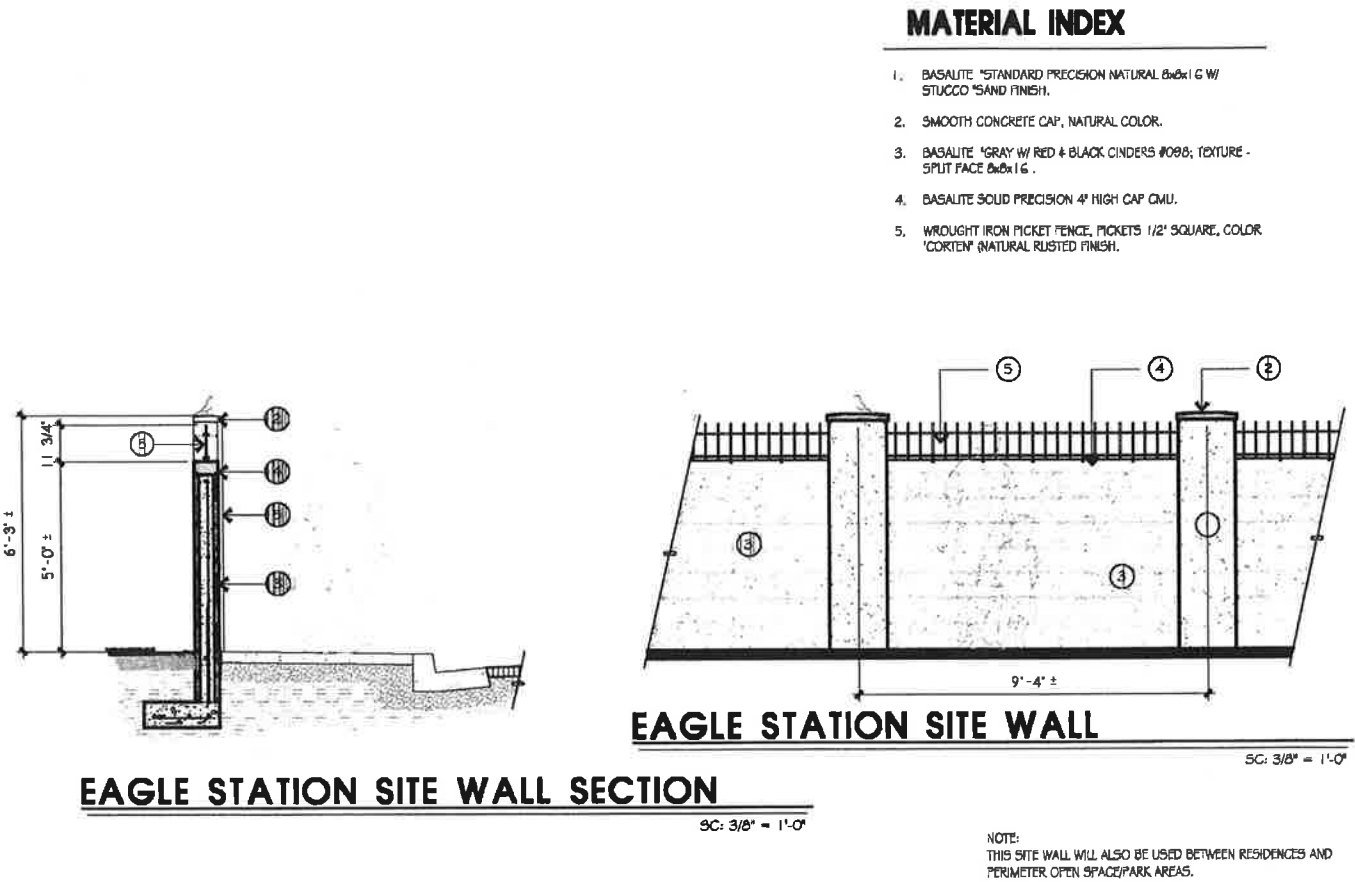 MATERIAL INDEX
1. BASALITE "STANDARD PRECISION NATURAL 8x8x16 W/
STUCCO "SAND FINISH.
2. SMOOTH CONCRETE CAP, NATURAL COLOR.
3. BASALITE "GRAY W/ RED & BLACK CINDERS #098; TEXTURE -
SPLIT FACE 8x8x16.
4. BASALITE SOLID PRECISION 4" HIGH CAP CMU.
5. WROUGHT IRON PICKET FENCE, PICKETS 1/2" SQUARE, COLOR
"CORTEN" (NATURAL RUSTED FINISH.
5
4
2
6'-3" ±
11 3/4"
5'-0" ±
5
2
4
3
3
9'-4" ±
EAGLE STATION SITE WALL
SC: 3/8" = 1'-0"
EAGLE STATION SITE WALL SECTION
SC: 3/8" = 1'-0"
NOTE:
THIS SITE WALL WILL ALSO BE USED BETWEEN RESIDENCES AND
PERIMETER OPEN SPACE/PARK AREAS.